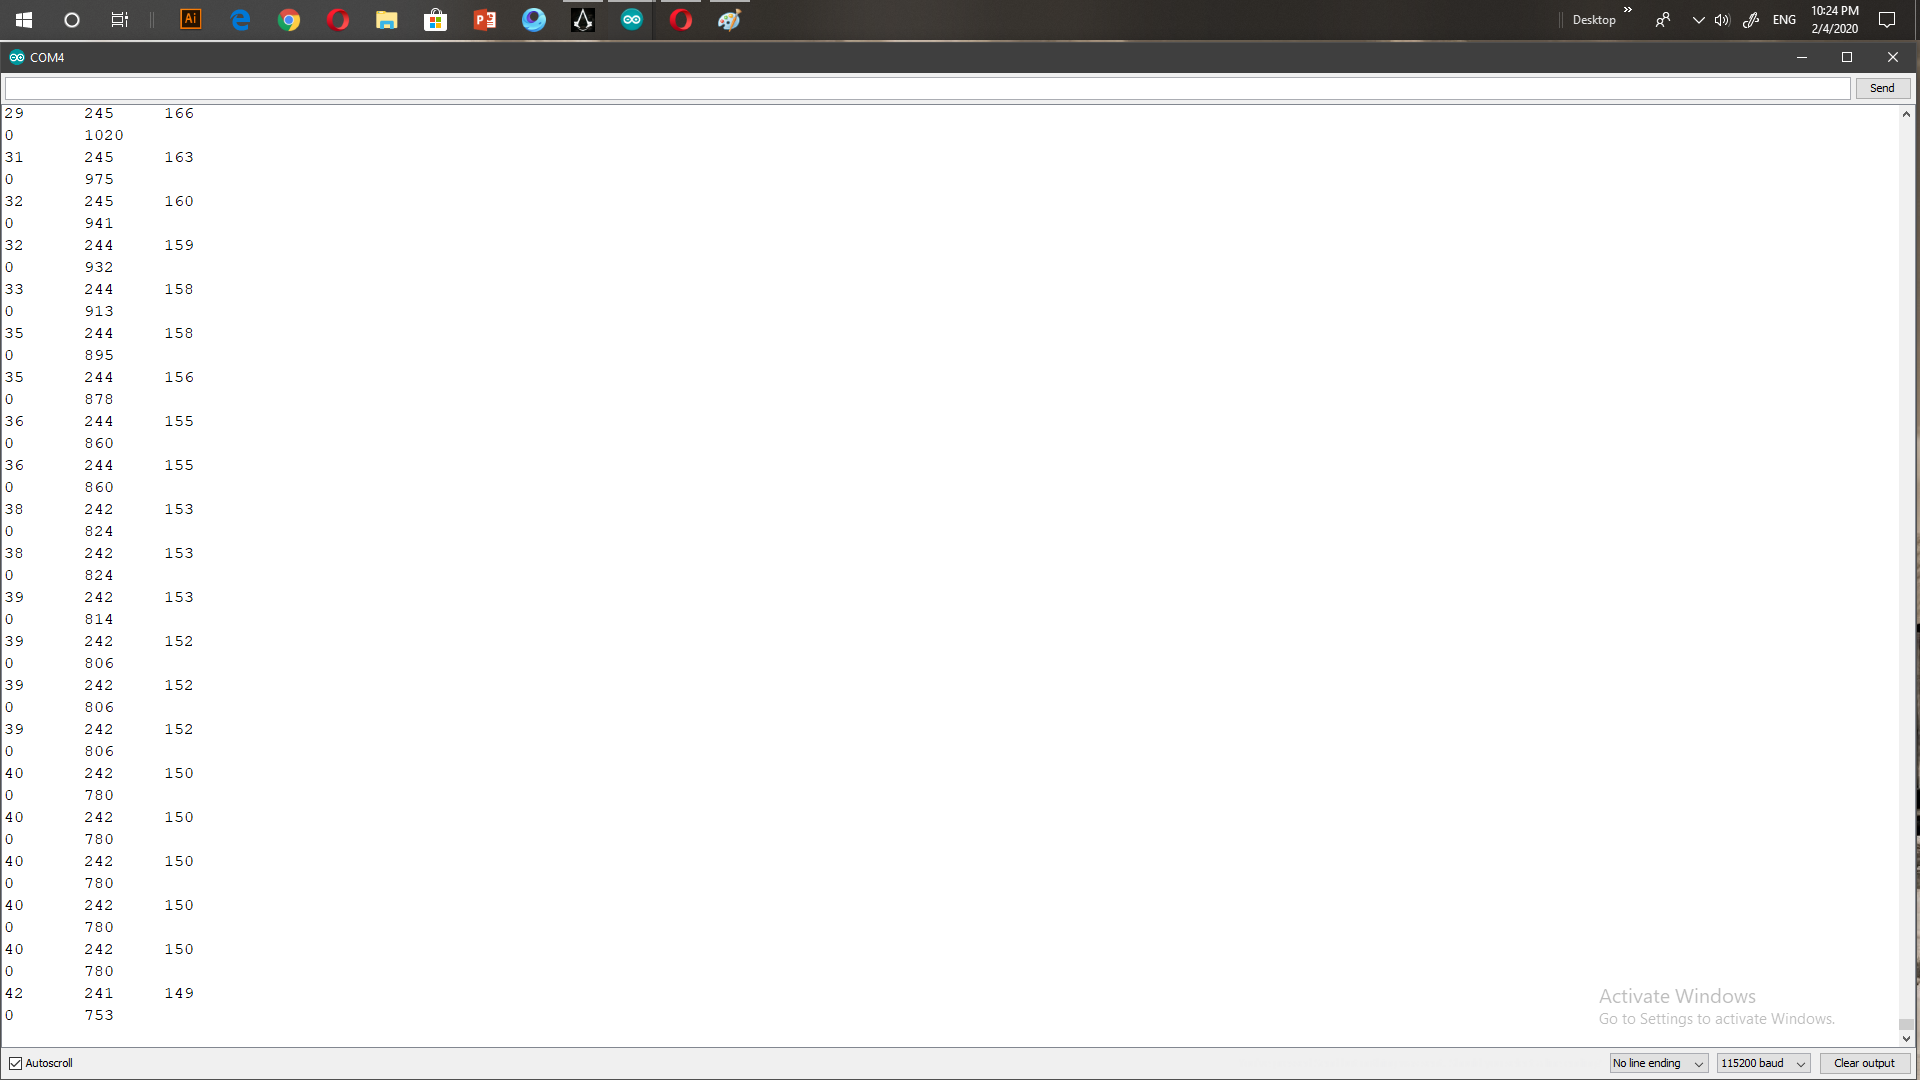 Ai
Desktop
»
ENG
10:24 PM
2/4/2020
COM4
Send
29 245 166
0 1020
31 245 163
0 975
32 245 160
0 941
32 244 159
0 932
33 244 158
0 913
35 244 158
0 895
35 244 156
0 878
36 244 155
0 860
36 244 155
0 860
38 242 153
0 824
38 242 153
0 824
39 242 153
0 814
39 242 152
0 806
39 242 152
0 806
39 242 152
0 806
40 242 150
0 780
40 242 150
0 780
40 242 150
0 780
40 242 150
0 780
40 242 150
0 780
42 241 149
0 753
Activate Windows
Go to Settings to activate Windows.
Autoscroll
No line ending
115200 baud
Clear output